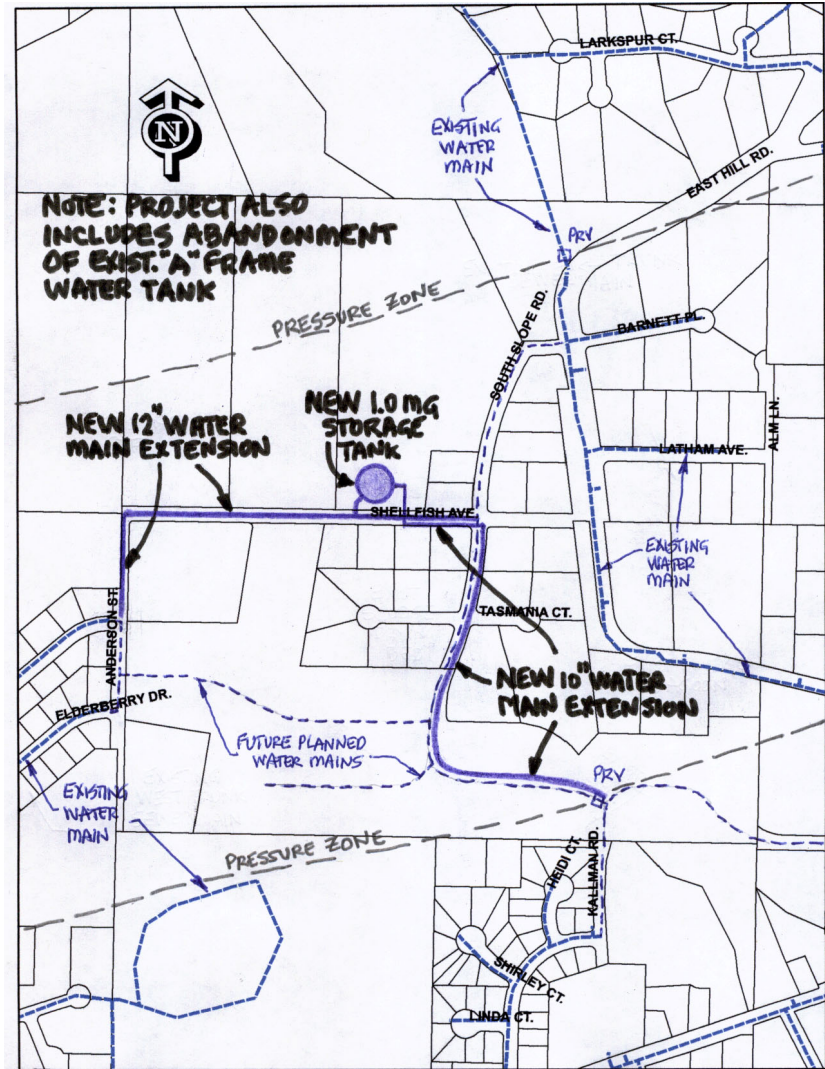 LARKSPUR CT.
EXISTING
WATER
MAIN
N
EAST HILL RD.
NOTE: PROJECT ALSO
INCLUDES ABANDONMENT
OF EXIST. "A" FRAME
WATER TANK
PRV
PRESSURE ZONE
SOUTH SLOPE RD.
BARNETT PL.
NEW 12" WATER
MAIN EXTENSION
NEW 1.0 MG
STORAGE
TANK
ALM LN.
LATHAM AVE.
SHELLFISH AVE
EXISTING
WATER
MAIN
TASMANIA CT.
ANDERSON ST.
NEW 10" WATER
MAIN EXTENSION
ELDERBERRY DR.
FUTURE PLANNED
WATER MAINS
PRV
EXISTING
WATER
MAIN
PRESSURE ZONE
HEIDI CT.
KALLMAN RD.
SHIRLEY CT.
LINDA CT.